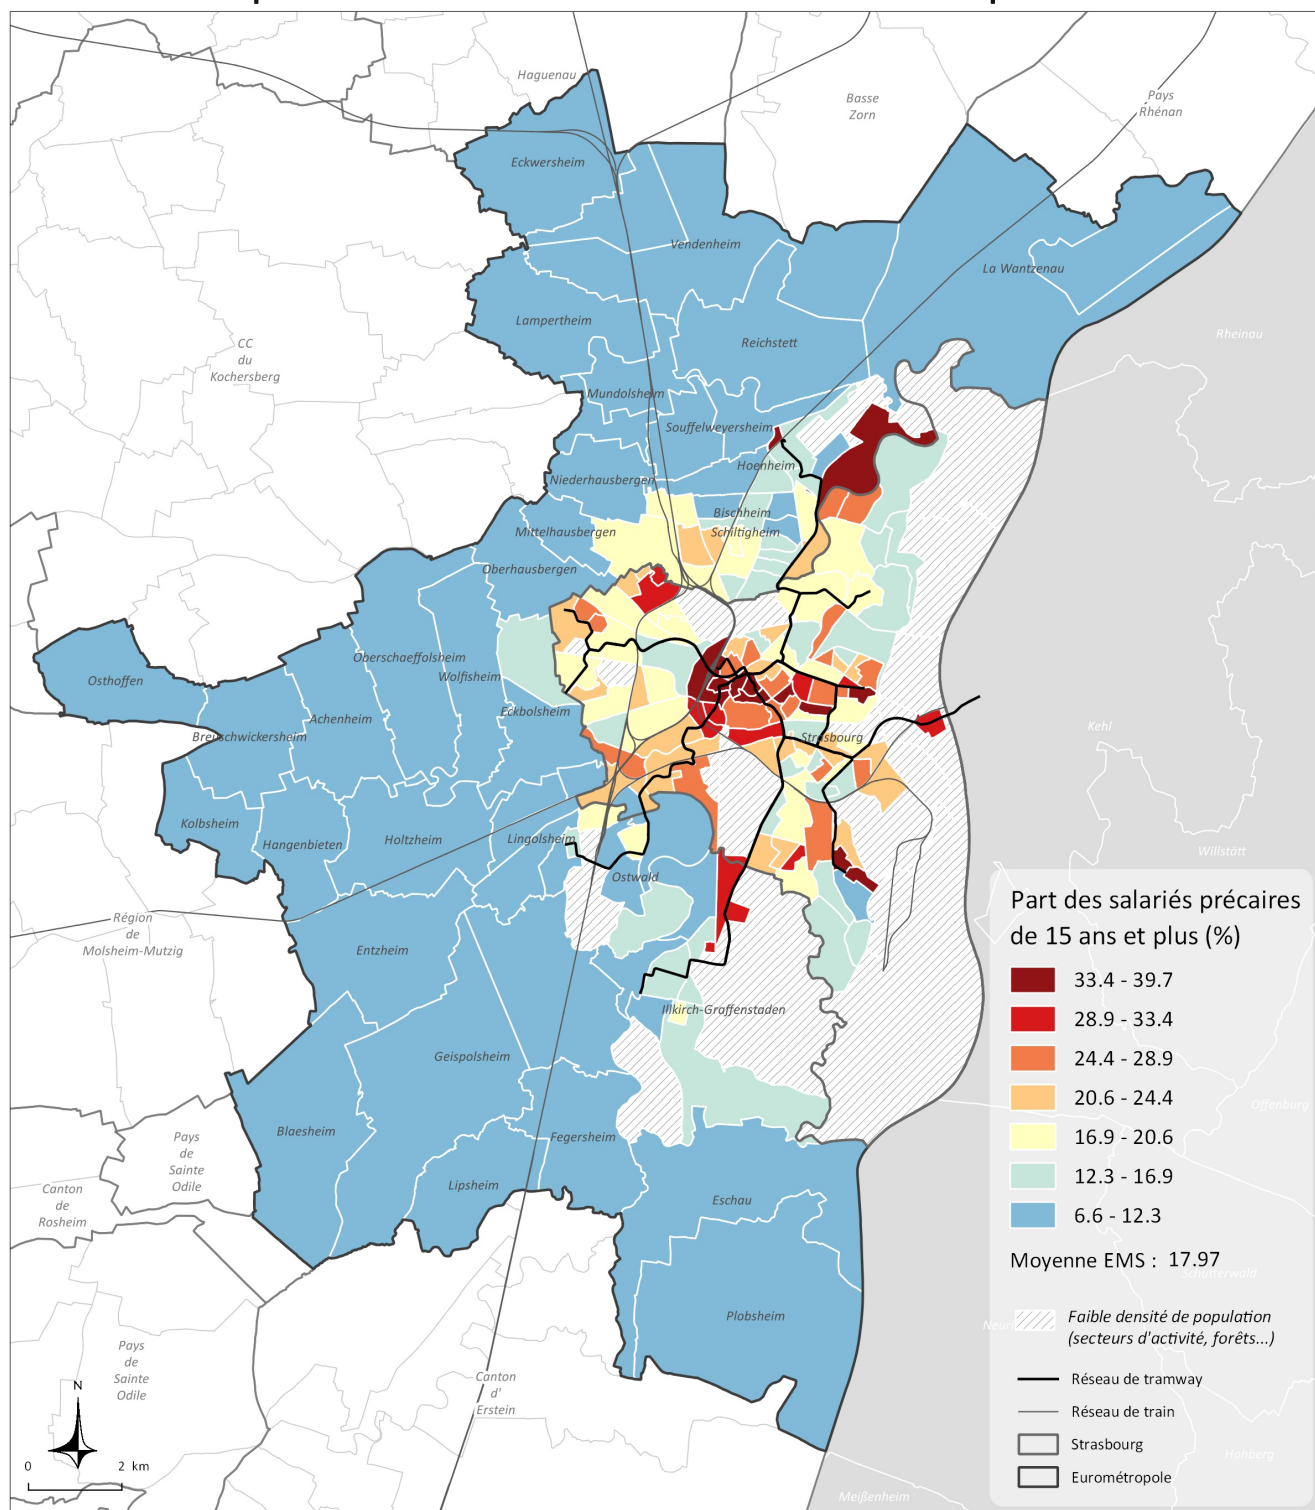 Haguenau
Basse
Zorn
Pays
Rhénan
Eckwersheim
Vendenheim
La Wantzenau
Lampertheim
Reichstett
Rheinau
CC
du
Kochersberg
Mundolsheim
Souffelweyersheim
Hoenheim
Niederhausbergen
Bischheim
Mittelhausbergen
Schiltigheim
Oberhausbergen
Oberschaeffolsheim
Wolfisheim
Osthoffen
Eckbolsheim
Achenheim
Breuschwickersheim
Strasbourg
Kehl
Kolbsheim
Hangenbieten
Holtzheim
Lingolsheim
Willstätt
Ostwald
Région
de
Molsheim-Mutzig
Entzheim
Illkirch-Graffenstaden
Geispolsheim
Offenburg
Blaesheim
Fegersheim
Pays
de
Sainte
Odile
Canton
de
Rosheim
Lipsheim
Eschau
Plobsheim
Pays
de
Sainte
Odile
Canton
d'
Erstein
N
0 2 km
Part des salariés précaires
de 15 ans et plus (%)
33.4 - 39.7
28.9 - 33.4
24.4 - 28.9
20.6 - 24.4
16.9 - 20.6
12.3 - 16.9
6.6 - 12.3
Moyenne EMS : 17.97
Schutterwald
Faible densité de population
(secteurs d'activité, forêts...)
Réseau de tramway
Réseau de train
Strasbourg
Eurométropole
Hohberg
Meißenheim